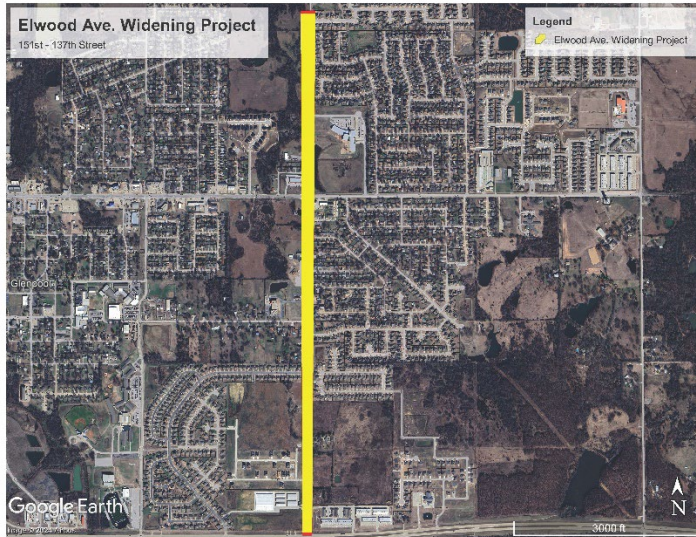 Elwood Ave. Widening Project
151st - 137th Street
Legend
Elwood Ave. Widening Project
Glenpool
Google Earth
N
3000 ft